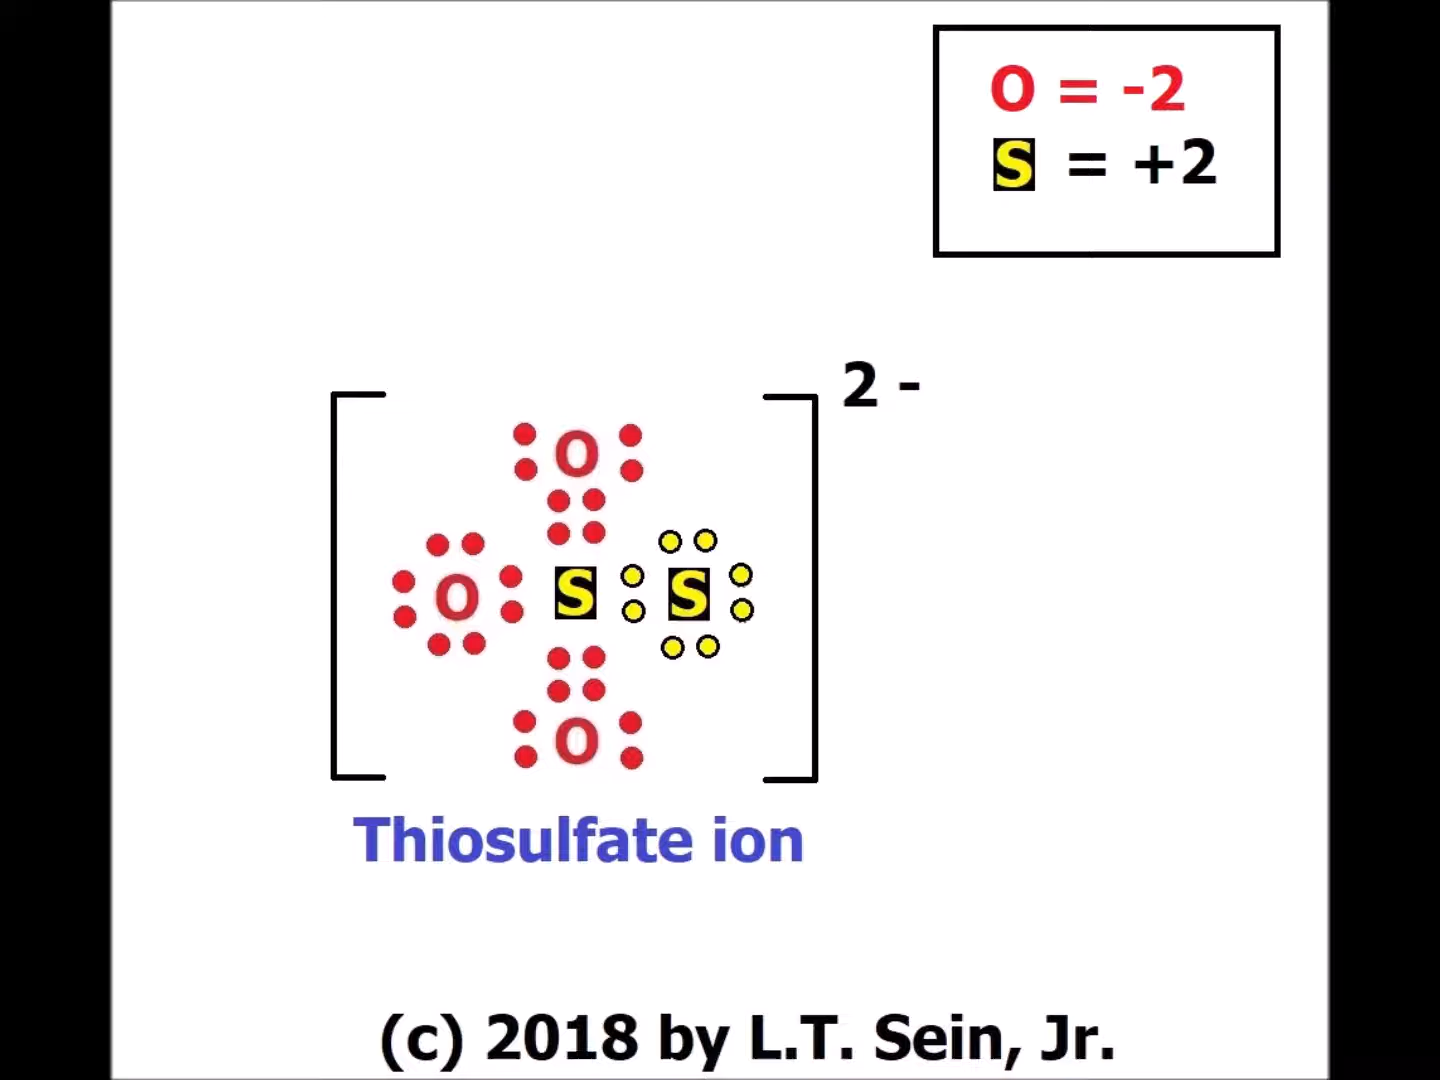 O = -2
S = +2
2 -
O
O S S
O
Thiosulfate ion
(c) 2018 by L.T. Sein, Jr.